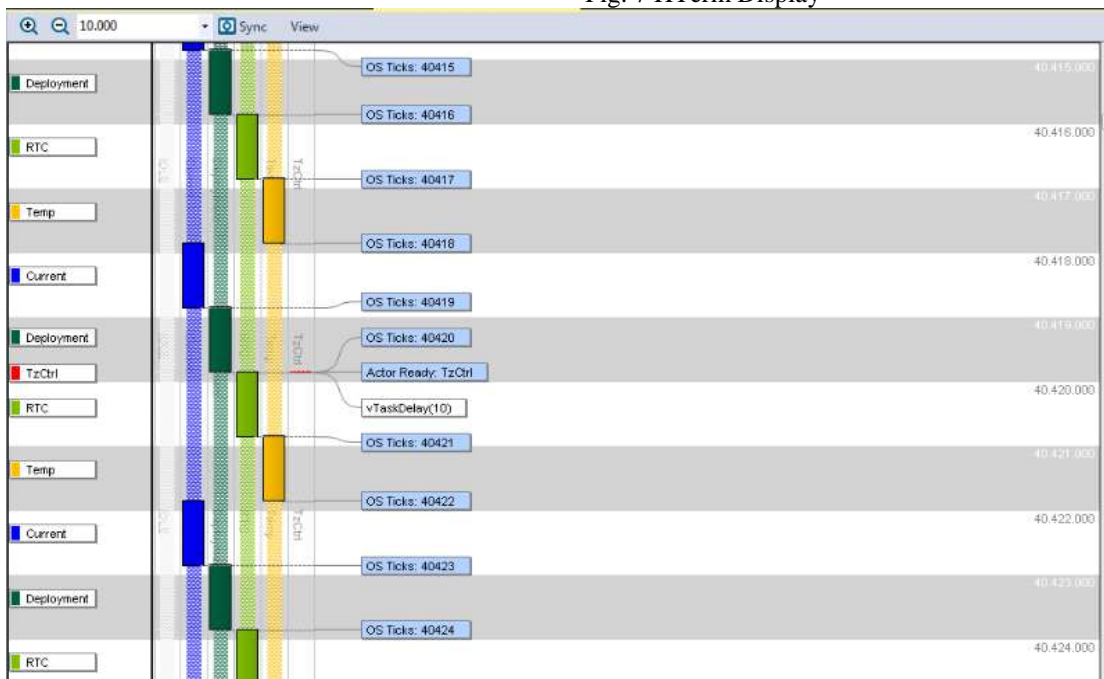 Fig. 7 HTerm Display
10.000
Sync
View
OS Ticks: 40415
40.415.000
Deployment
OS Ticks: 40416
40.416.000
RTC
TzCtrl
OS Ticks: 40417
40.417.000
Temp
OS Ticks: 40418
40.418.000
Current
OS Ticks: 40419
40.419.000
Deployment
OS Ticks: 40420
TzCtrl
TzCtrl
Actor Ready: TzCtrl
40.420.000
RTC
vTaskDelay(10)
OS Ticks: 40421
40.421.000
Temp
OS Ticks: 40422
40.422.000
Current
TzCtrl
OS Ticks: 40423
40.423.000
Deployment
OS Ticks: 40424
40.424.000
RTC